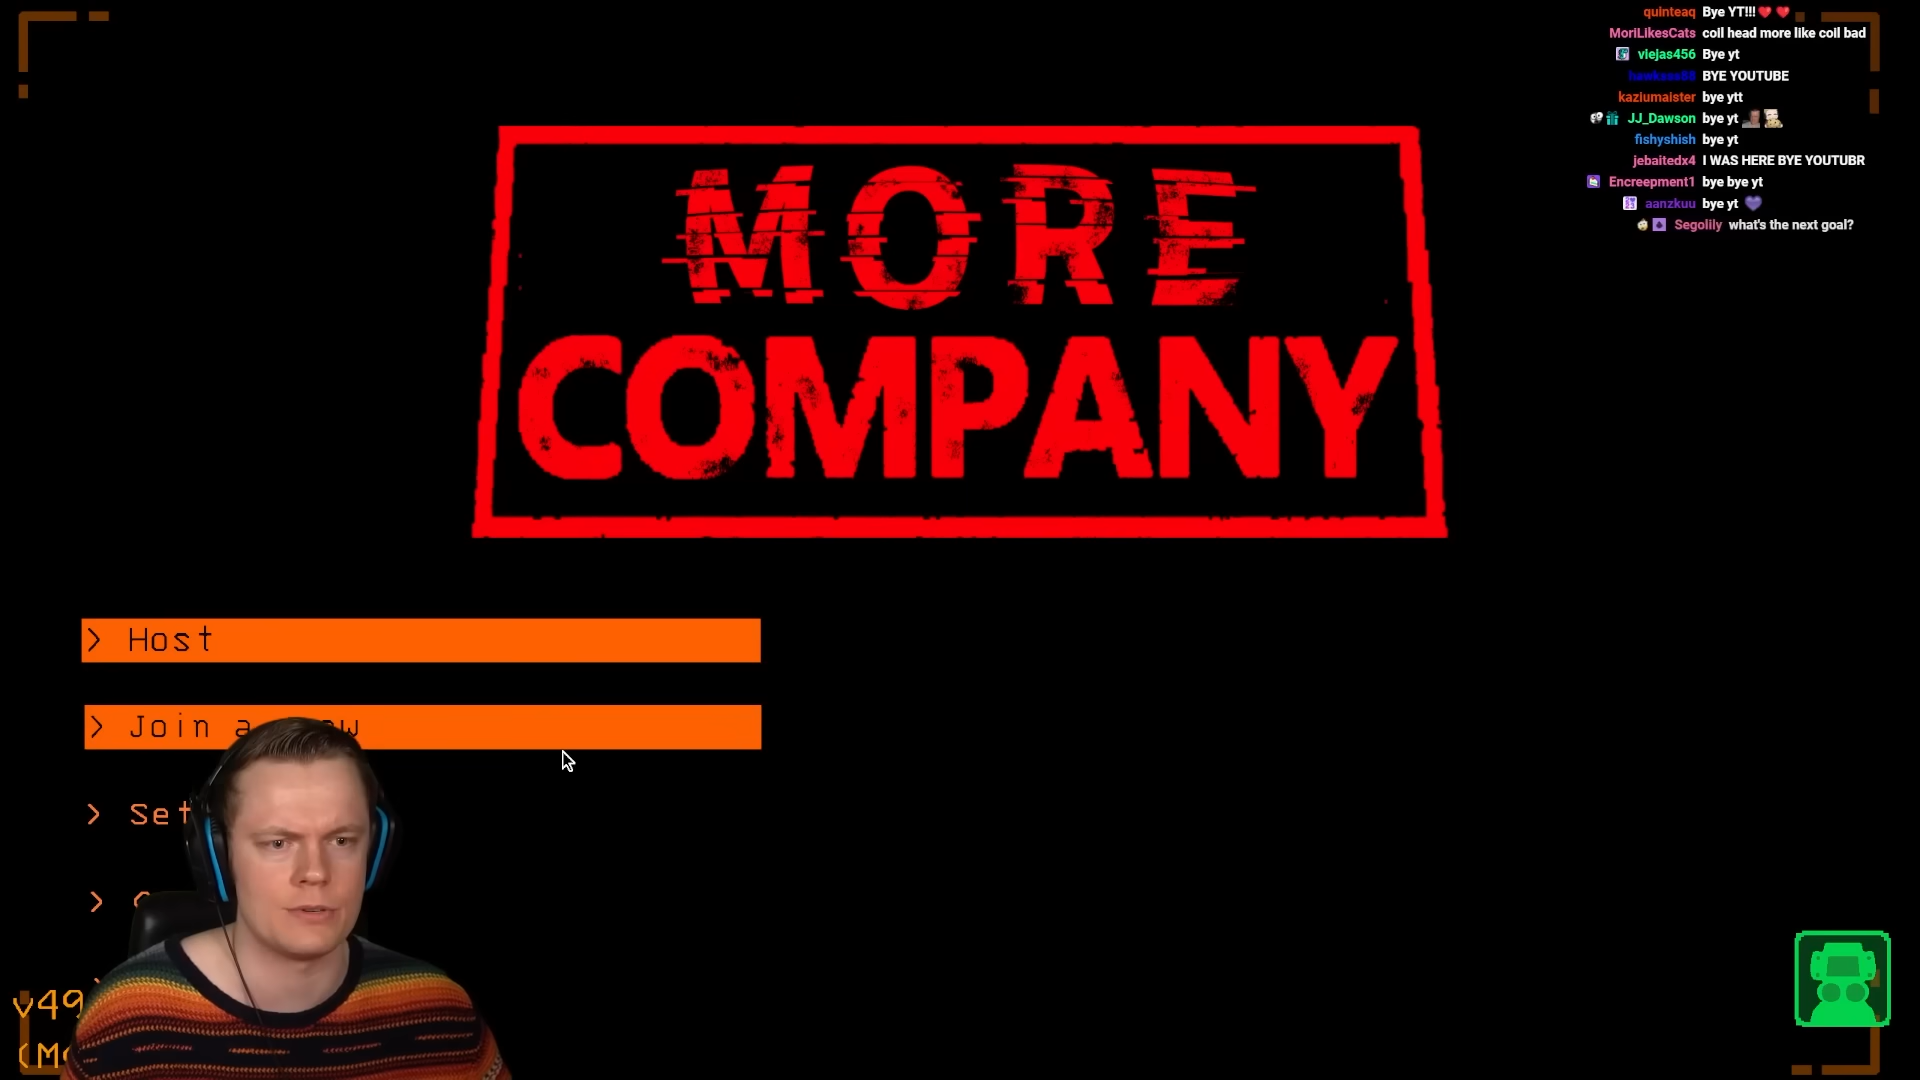 quinteaq Bye YT!!!
MoriLikesCats coil head more like coil bad
viejas456 Bye yt
BYE YOUTUBE
kaziumaister bye ytt
JJ_Dawson bye yt
fishyshish bye yt
jebaitedx4 I WAS HERE BYE YOUTUBR
Encreepment1 bye bye yt
aanzkuu bye yt
Segolily what's the next goal?
MORE
COMPANY
> Host
> Join a
> Set
>
v49
(Mo